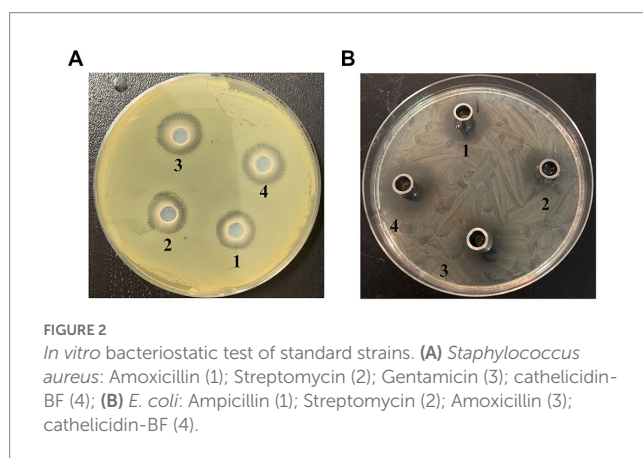 A
B
3
4
2
1
1
2
4
3
FIGURE 2
In vitro bacteriostatic test of standard strains. (A) Staphylococcus
aureus: Amoxicillin (1); Streptomycin (2); Gentamicin (3); cathelicidin-
BF (4); (B) E. coli: Ampicillin (1); Streptomycin (2); Amoxicillin (3);
cathelicidin-BF (4).